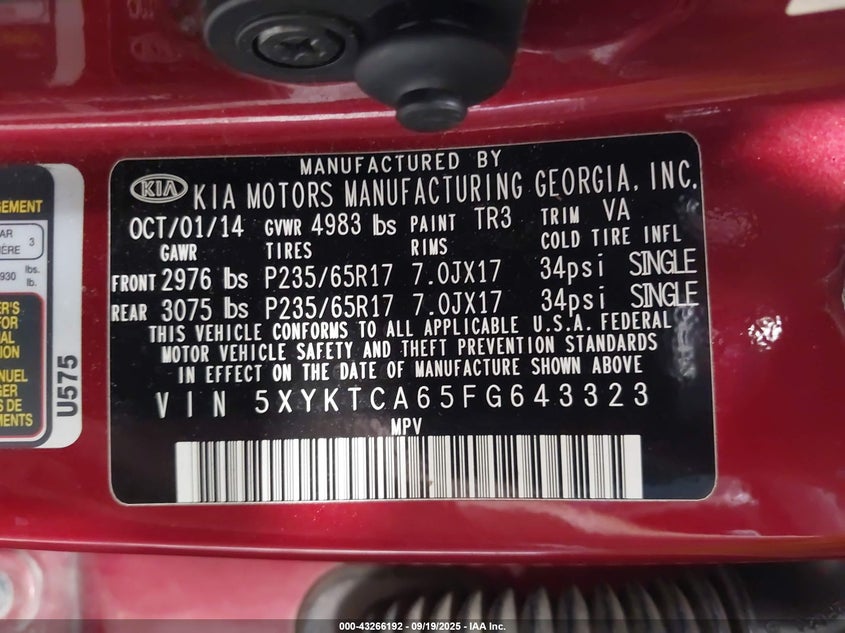 MANUFACTURED BY
KIA KIA MOTORS MANUFACTURING GEORGIA, INC.
OCT/01/14 GVWR 4983 lbs PAINT TR3 TRIM VA
GAWR TIRES RIMS COLD TIRE INFL
FRONT 2976 lbs P235/65R17 7.0JX17 34psi SINGLE
REAR 3075 lbs P235/65R17 7.0JX17 34psi SINGLE
THIS VEHICLE CONFORMS TO ALL APPLICABLE U.S.A. FEDERAL
MOTOR VEHICLE SAFETY AND THEFT PREVENTION STANDARDS
IN EFFECT ON THE DATE OF MANUFACTURE SHOWN ABOVE
VIN 5XYKTCA65FG643323
MPV
3
930 lbs.
U575
000-43266192 - 09/19/2025 - IAA Inc.